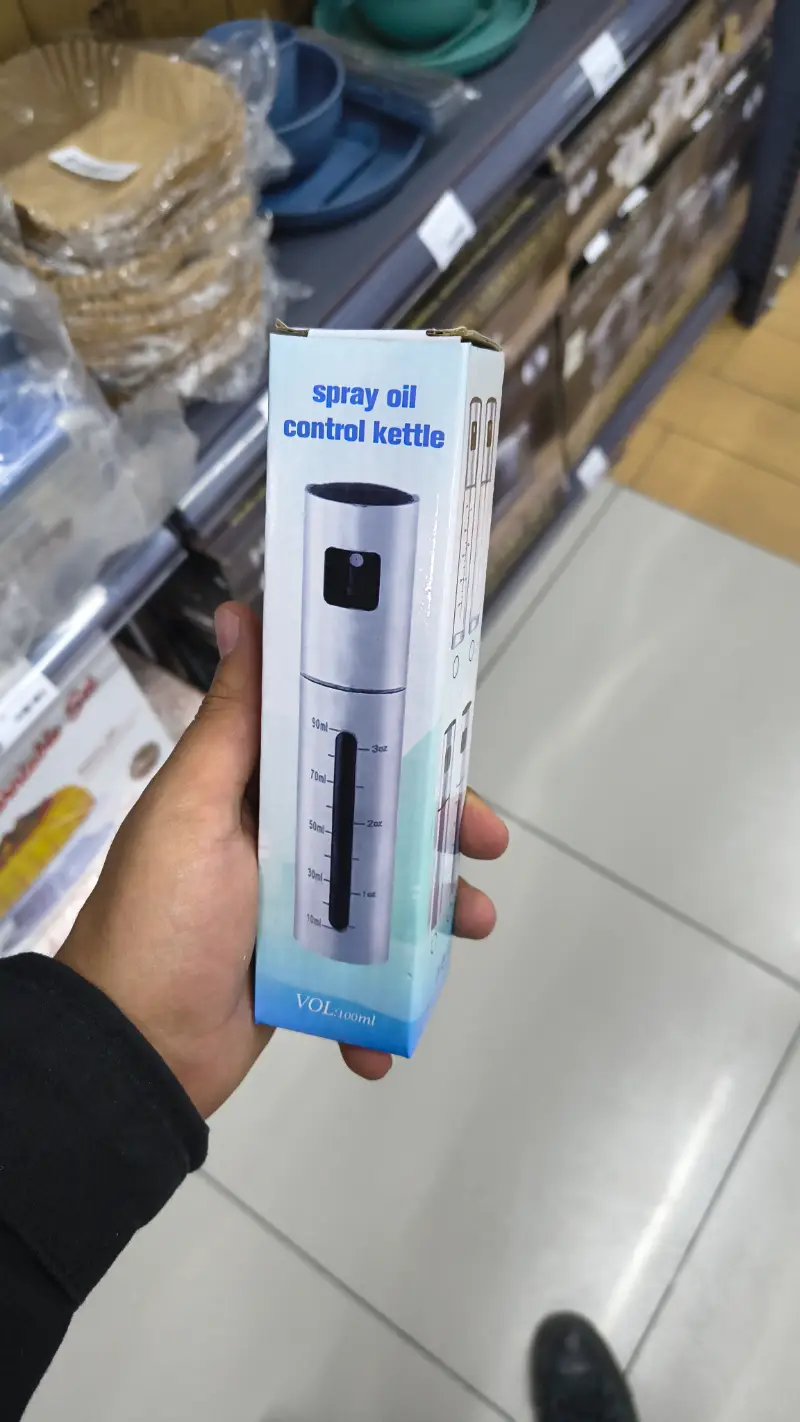 spray oil
control kettle
90ml
3oz
70ml
50ml
2oz
30ml
1oz
10ml
VOL:100ml